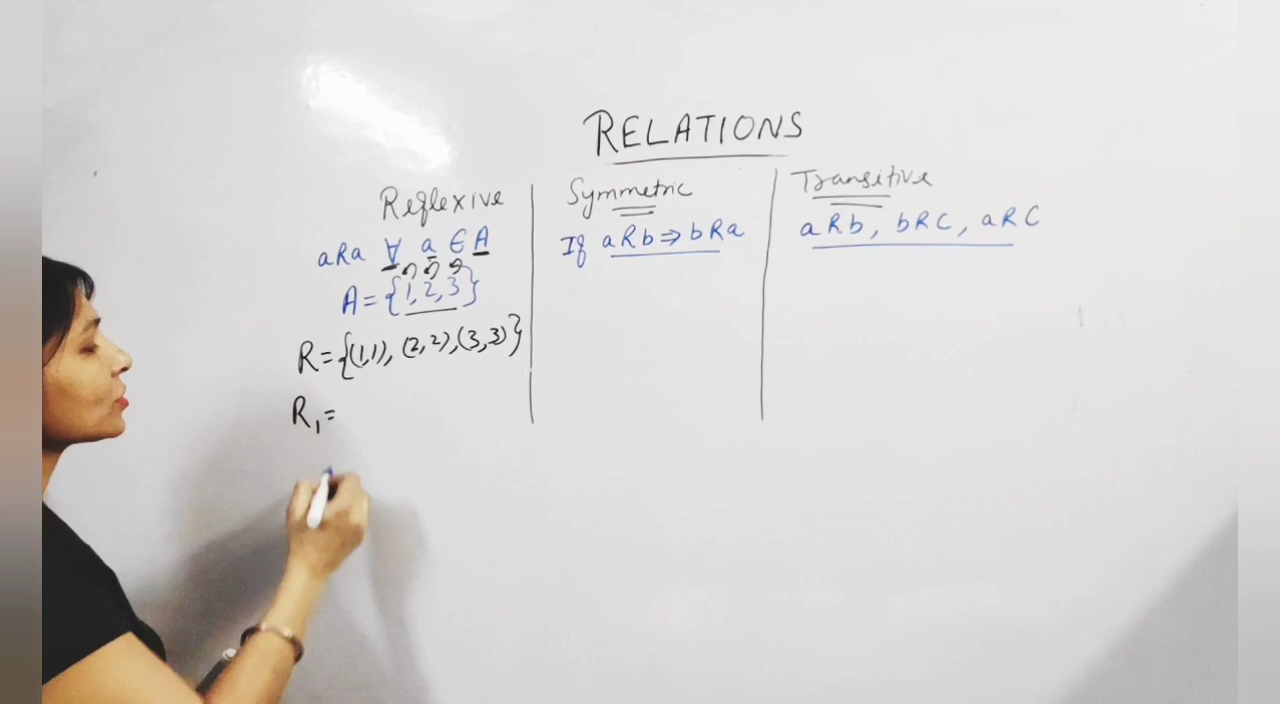 RELATIONS
Reflexive
aRa ∀ a ∈ A
A = {1, 2, 3}
R = {(1,1), (2,2), (3,3)}
R₁ =
Symmetric
If aRb ⇒ bRa
Transitive
aRb, bRC, aRC